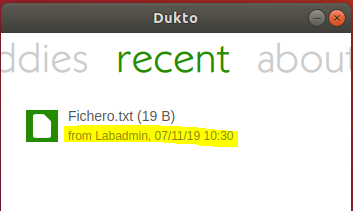 Dukto
ddies recent about
Fichero.txt (19 B)
from Labadmin, 07/11/19 10:30